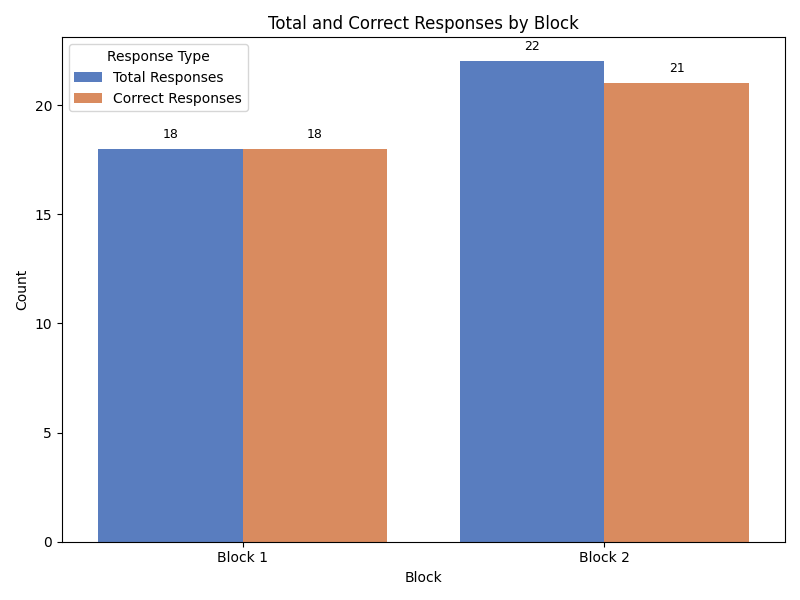 Total and Correct Responses by Block
Response Type
Total Responses
Correct Responses
18
18
22
21
20
15
10
5
0
Count
Block 1
Block 2
Block